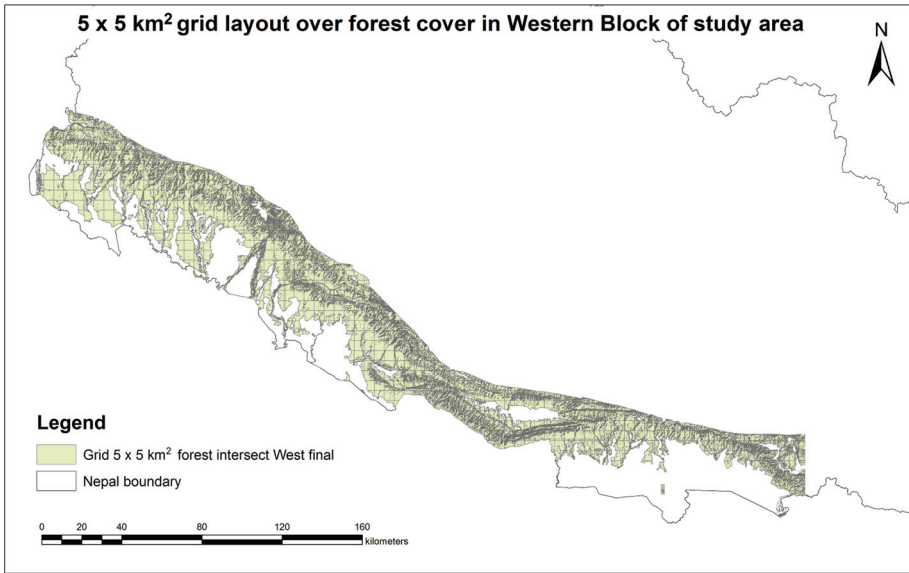 5 x 5 km² grid layout over forest cover in Western Block of study area
N
Legend
Grid 5 x 5 km² forest intersect West final
Nepal boundary
0 20 40 80 120 160
kilometers